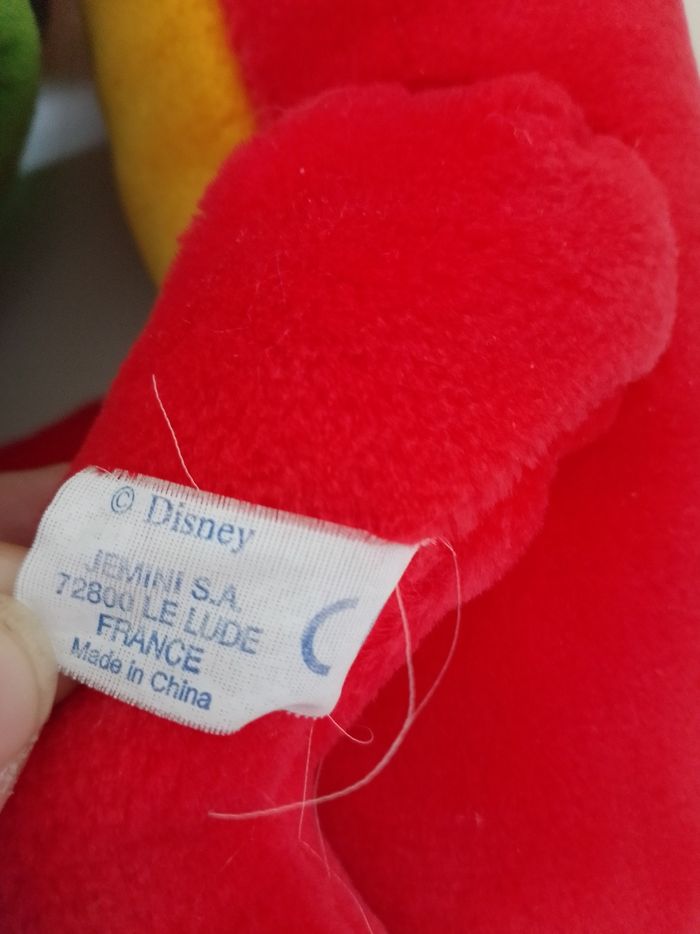 © Disney
JEMINI S.A.
72800 LE LUDE
FRANCE
Made in China
C